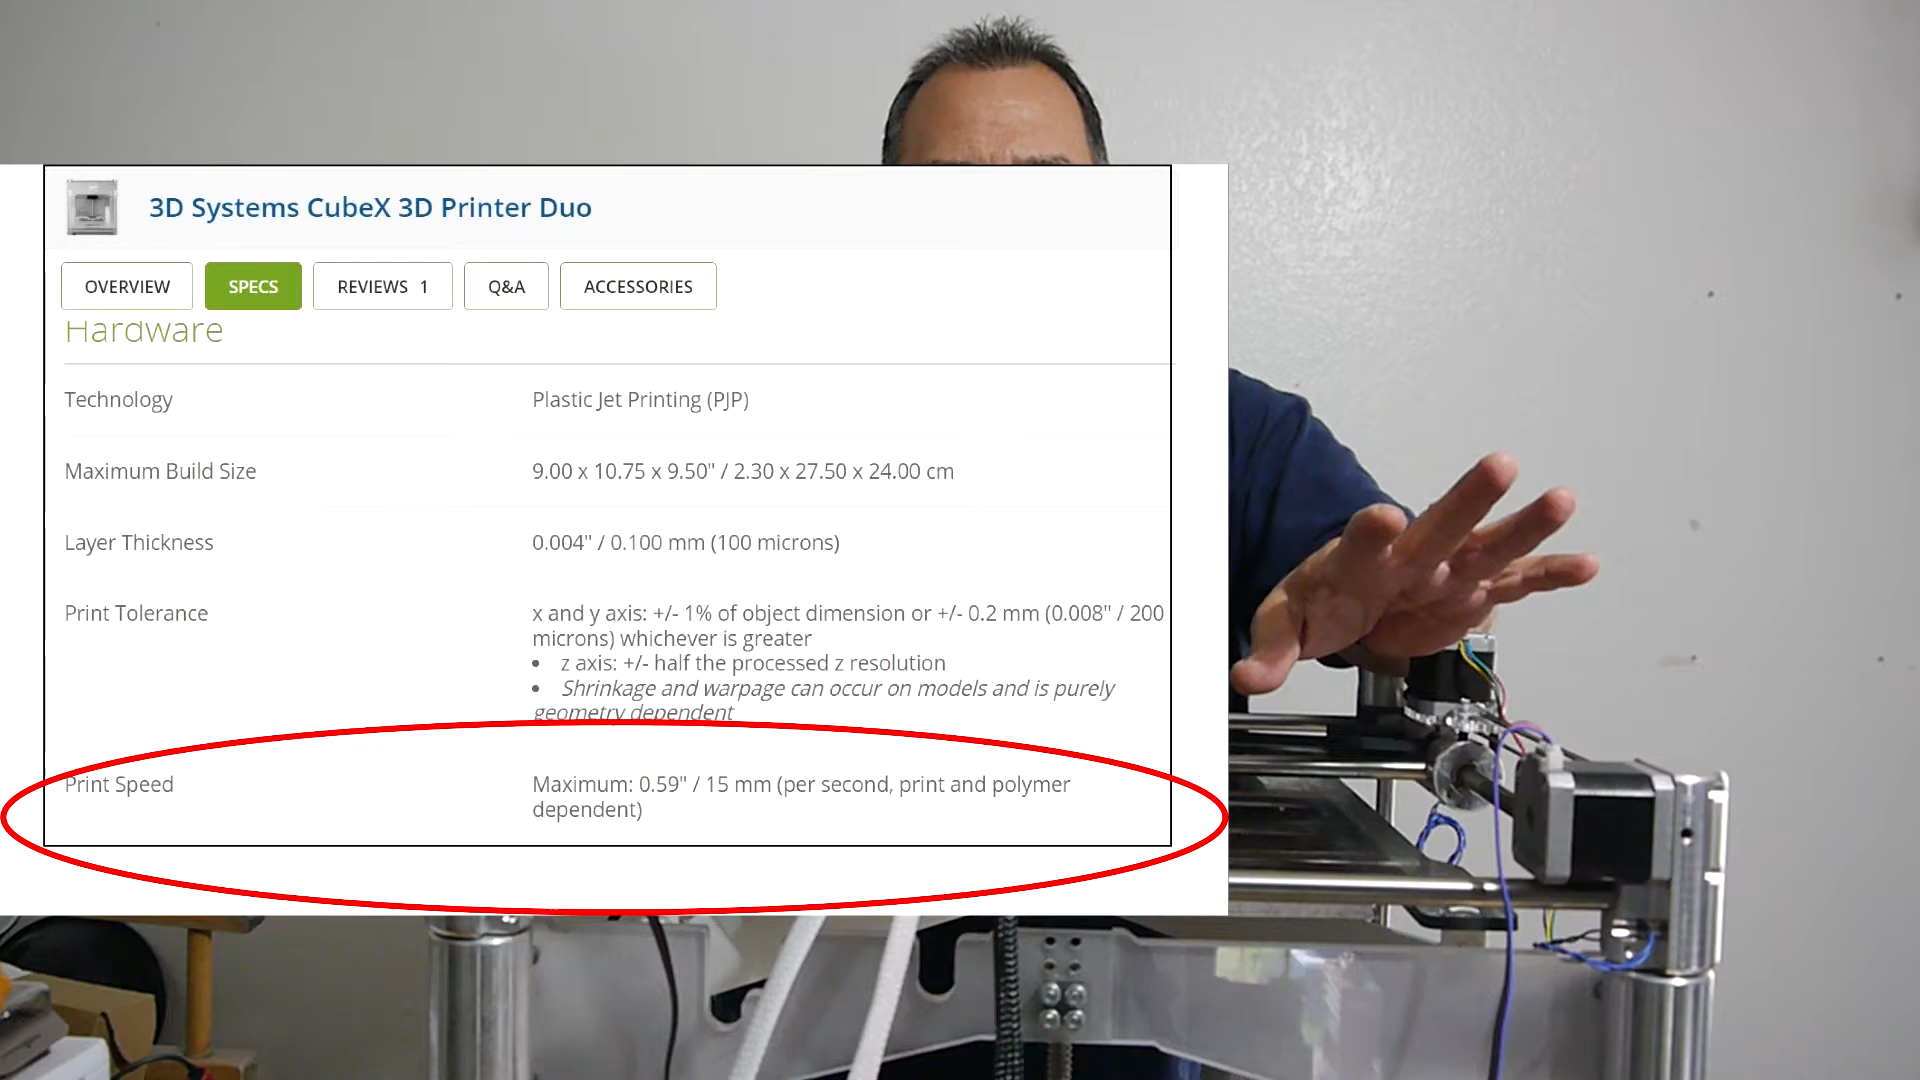 3D Systems CubeX 3D Printer Duo
OVERVIEW
SPECS
REVIEWS 1
Q&A
ACCESSORIES
Hardware
Technology
Plastic Jet Printing (PJP)
Maximum Build Size
9.00 x 10.75 x 9.50" / 2.30 x 27.50 x 24.00 cm
Layer Thickness
0.004" / 0.100 mm (100 microns)
Print Tolerance
x and y axis: +/- 1% of object dimension or +/- 0.2 mm (0.008" / 200
microns) whichever is greater
• z axis: +/- half the processed z resolution
• Shrinkage and warpage can occur on models and is purely
geometry dependent
Print Speed
Maximum: 0.59" / 15 mm (per second, print and polymer
dependent)